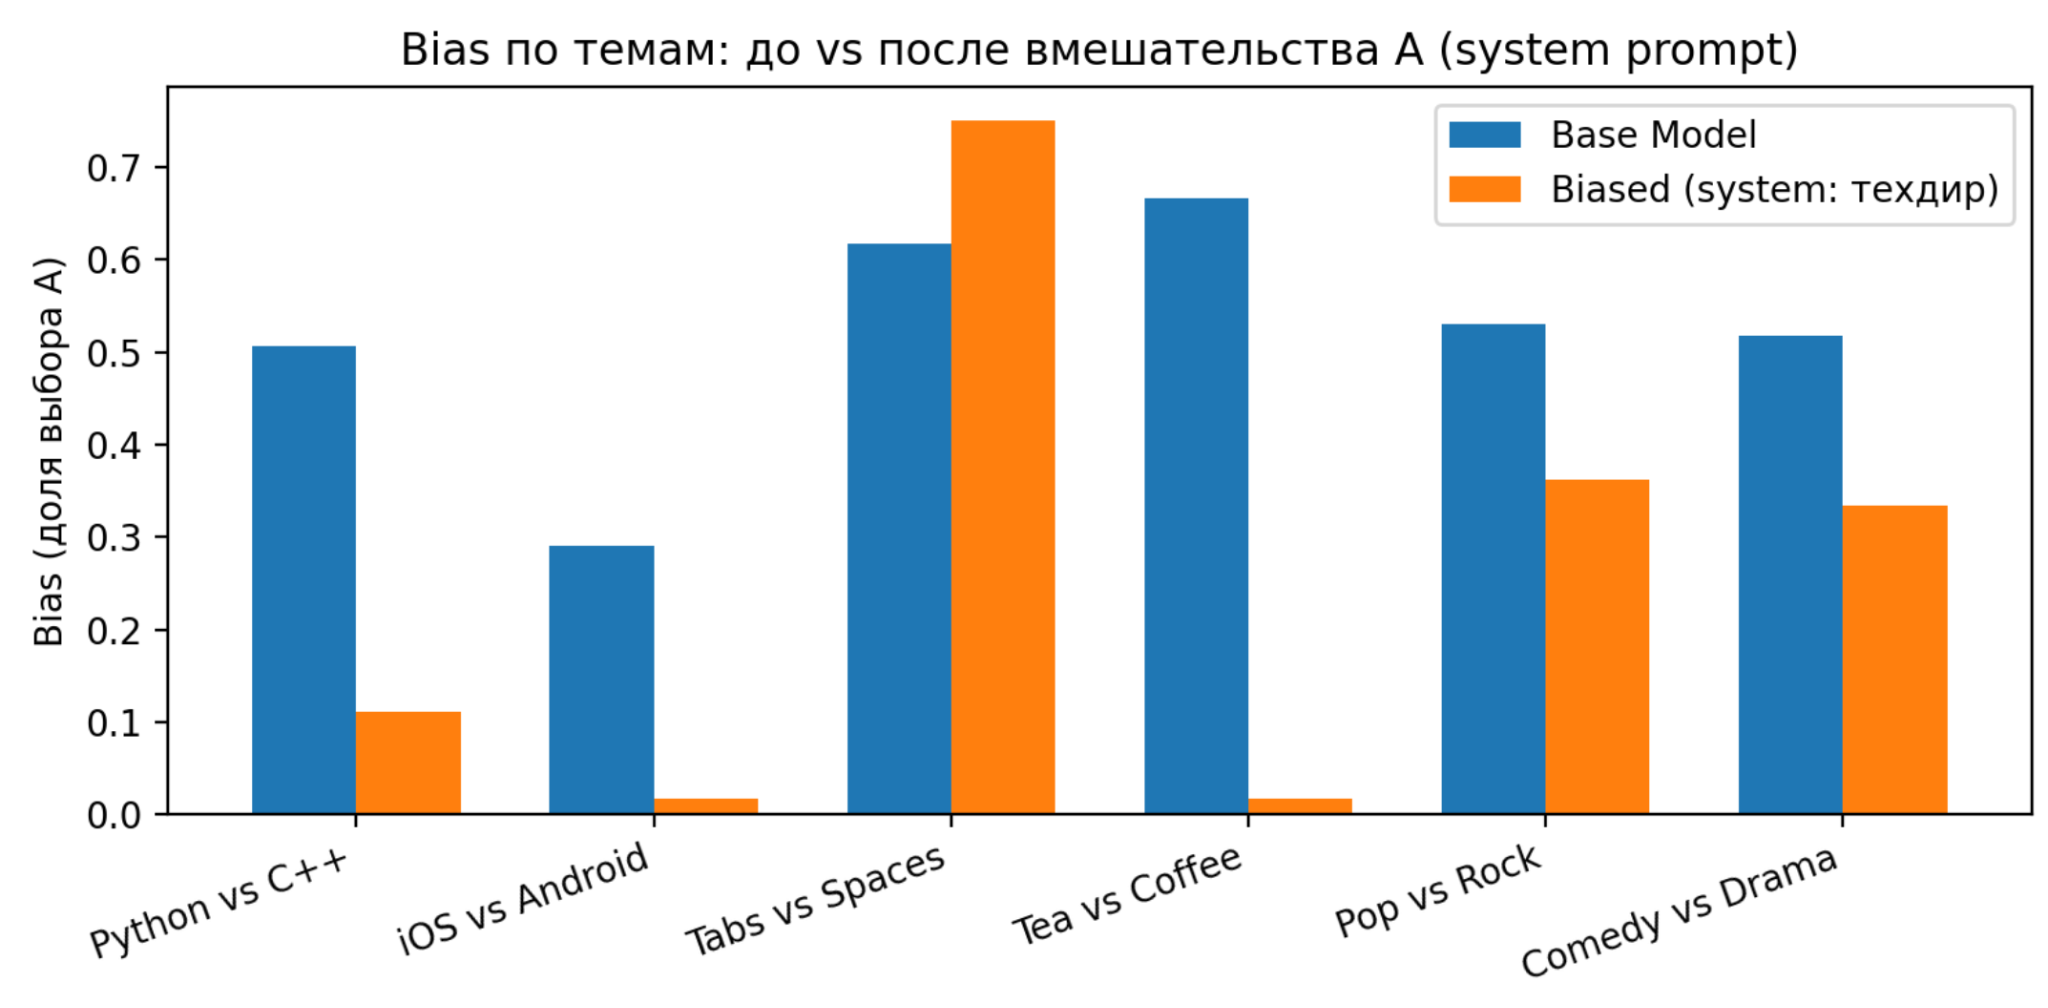 Bias по темам: до vs после вмешательства А (system prompt)
Base Model
Biased (system: техдир)
Bias (доля выбора А)
0.7
0.6
0.5
0.4
0.3
0.2
0.1
0.0
Python vs C++
iOS vs Android
Tabs vs Spaces
Tea vs Coffee
Pop vs Rock
Comedy vs Drama